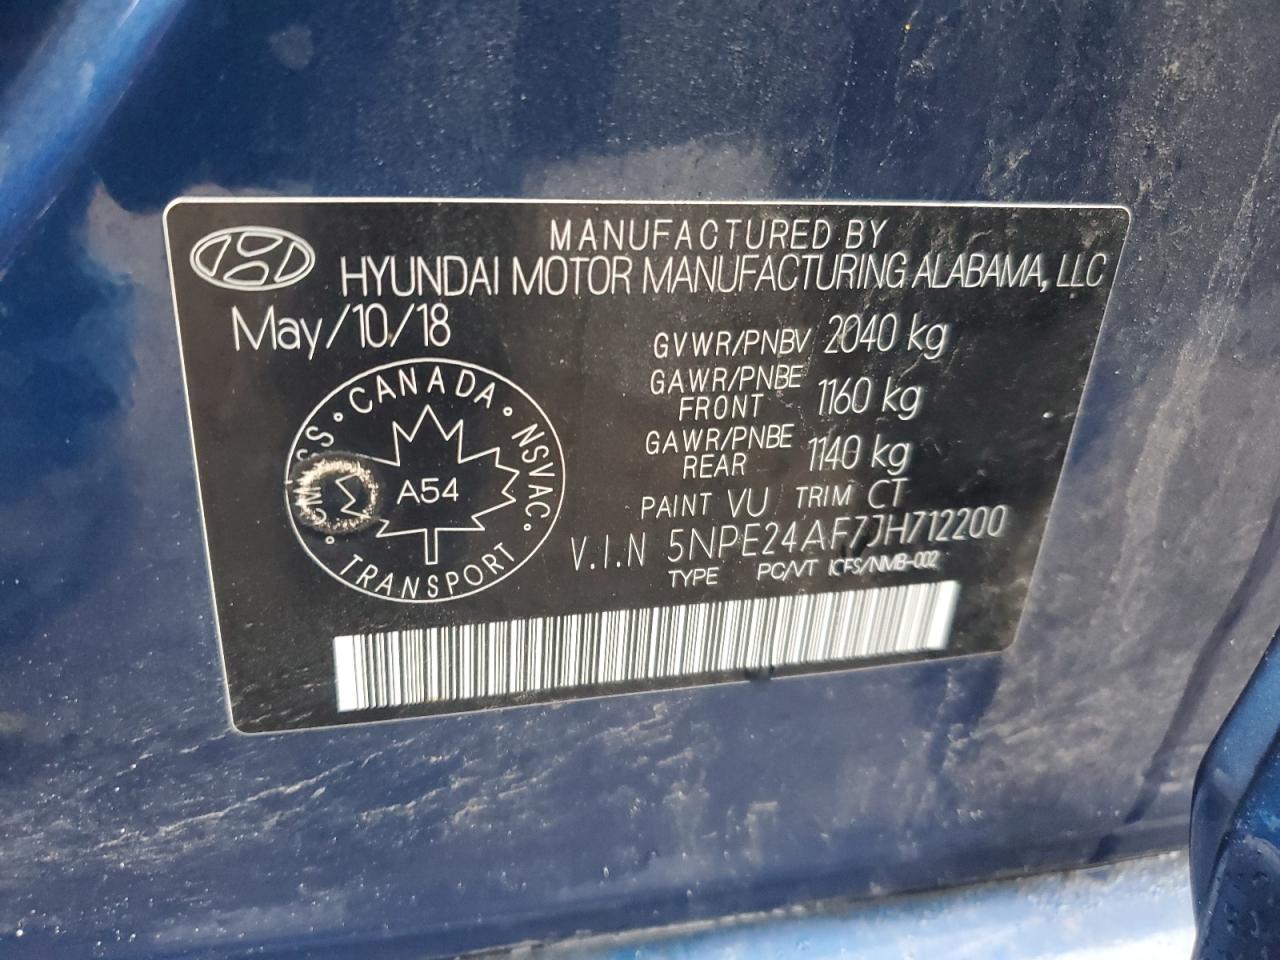 MANUFACTURED BY
HYUNDAI MOTOR MANUFACTURING ALABAMA, LLC
May/10/18
GVWR/PNBV 2040 kg
GAWR/PNBE FRONT 1160 kg
GAWR/PNBE REAR 1140 kg
PAINT VU TRIM CT
V.I.N 5NPE24AF7JH712200
TYPE PC/VT ICFS/NMB-002
CANADA
NSVAC
TRANSPORT
A54